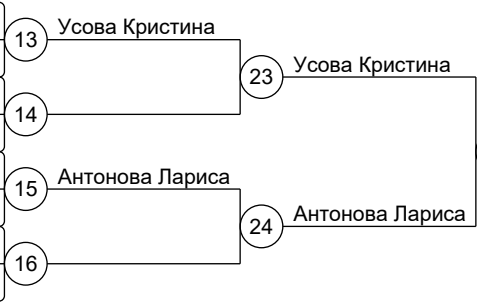 13 Усова Кристина
23 Усова Кристина
14
15 Антонова Лариса
24 Антонова Лариса
16